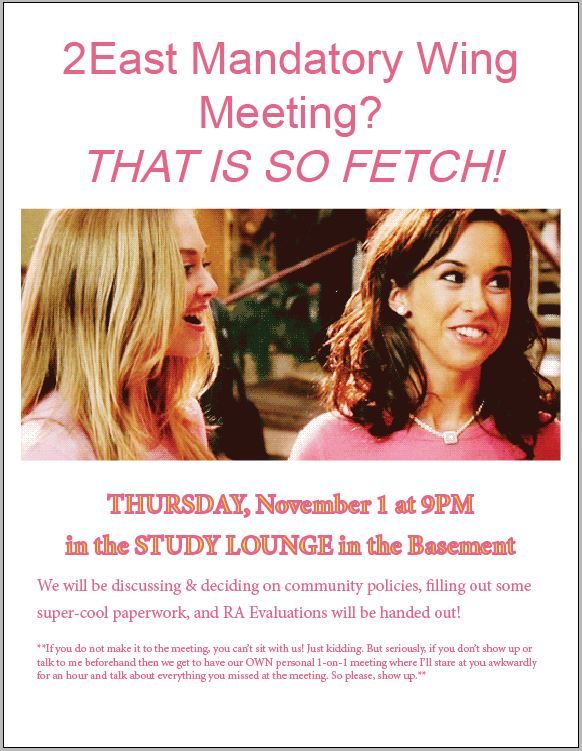 2East Mandatory Wing
Meeting?
THAT IS SO FETCH!
THURSDAY, November 1 at 9PM
in the STUDY LOUNGE in the Basement
We will be discussing & deciding on community policies, filling out some
super-cool paperwork, and RA Evaluations will be handed out!
**If you do not make it to the meeting, you can't sit with us! Just kidding. But seriously, if you don't show up or
talk to me beforehand then we get to have our OWN personal 1-on-1 meeting where I'll stare at you awkwardly
for an hour and talk about everything you missed at the meeting. So please, show up.**